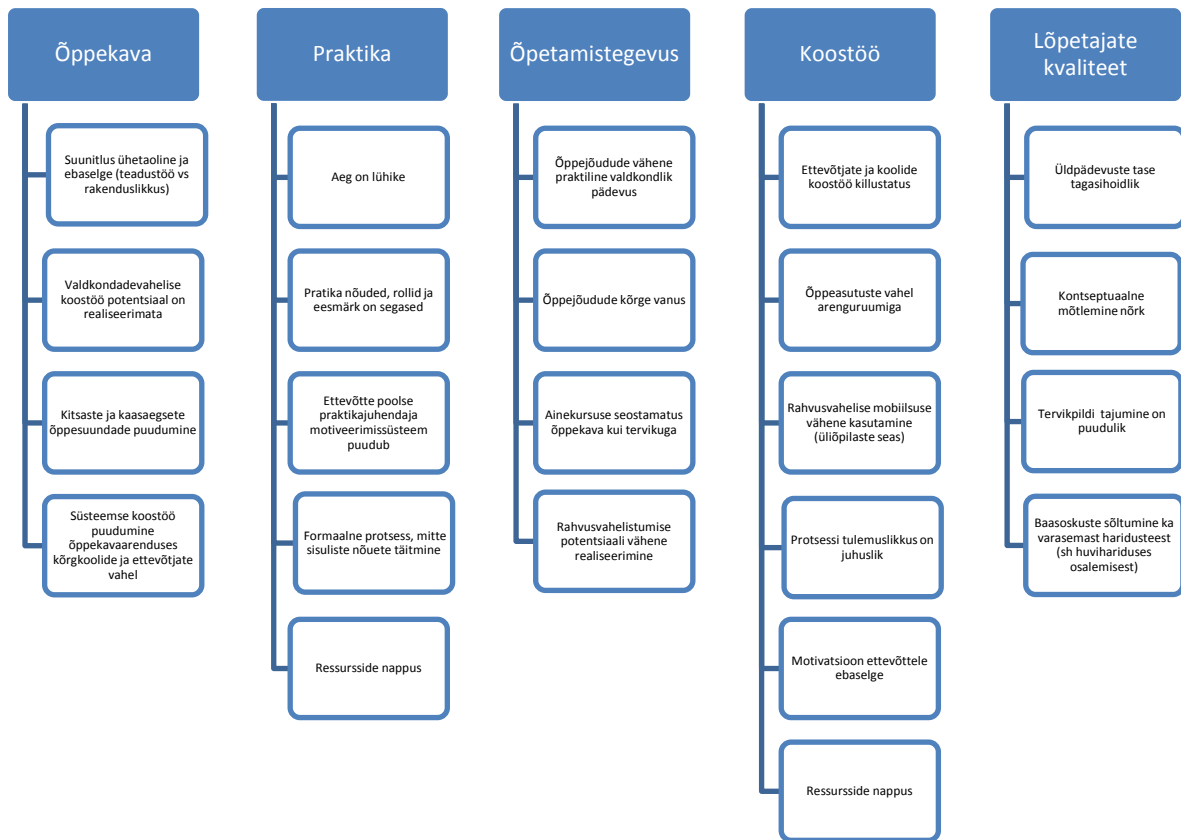 Õppekava
Suunitlus ühetaoline ja
ebaselge (teadustöö vs
rakenduslikkus)
Valdkondadevahelise
koostöö potentsiaal on
realiseerimata
Kitsaste ja kaasaegsete
õppesuundade puudumine
Süsteemse koostöö
puudumine
õppekavaarenduses
kõrgkoolide ja ettevõtjate
vahel
Praktika
Aeg on lühike
Pratika nõuded, rollid ja
eesmärk on segased
Ettevõtte poolse
praktikajuhendaja
motiveerimissüsteem
puudub
Formaalne protsess, mitte
sisuliste nõuete täitmine
Ressursside nappus
Õpetamistegevus
Õppejõudude vähene
praktiline valdkondlik
pädevus
Õppejõudude kõrge vanus
Ainekursuse seostamatus
õppekava kui tervikuga
Rahvusvahelistumise
potentsiaali vähene
realiseerimine
Koostöö
Ettevõtjate ja koolide
koostöö killustatus
Õppeasutuste vahel
arenguruumiga
Rahvusvahelise mobiilsuse
vähene kasutamine
(üliõpilaste seas)
Protsessi tulemuslikkus on
juhuslik
Motivatsioon ettevõttele
ebaselge
Ressursside nappus
Lõpetajate
kvaliteet
Üldpädevuste tase
tagasihoidlik
Kontseptuaalne
mõtlemine nõrk
Tervikpildi tajumine on
puudulik
Baasoskuste sõltumine ka
varasemast haridusteest
(sh huvihariduses
osalemisest)